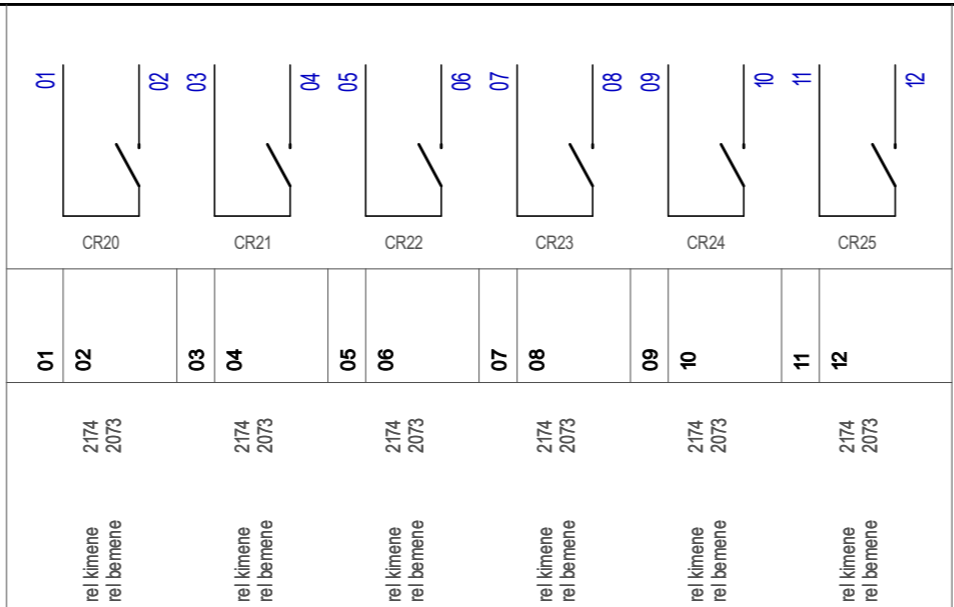 01 02 03 04 05 06 07 08 09 10 11 12
CR20 CR21 CR22 CR23 CR24 CR25
01 02 03 04 05 06 07 08 09 10 11 12
2174 2174 2174 2174 2174 2174
2073 2073 2073 2073 2073 2073
rel kimene rel kimene rel kimene rel kimene rel kimene rel kimene
rel bemene rel bemene rel bemene rel bemene rel bemene rel bemene